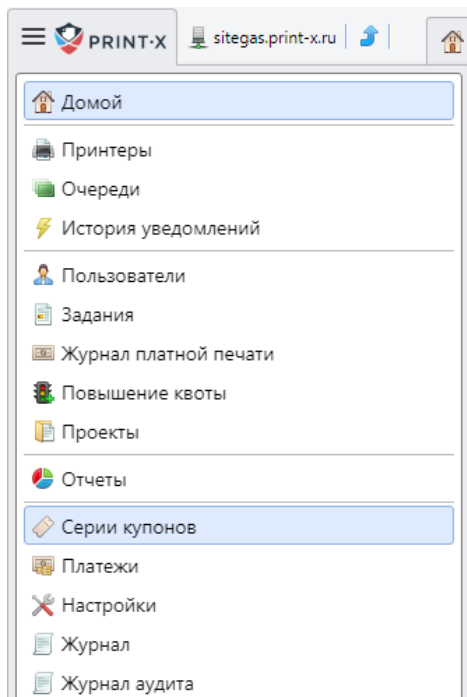 PRINT·X
sitegas.print-x.ru
Домой
Принтеры
Очереди
История уведомлений
Пользователи
Задания
Журнал платной печати
Повышение квоты
Проекты
Отчеты
Серии купонов
Платежи
Настройки
Журнал
Журнал аудита